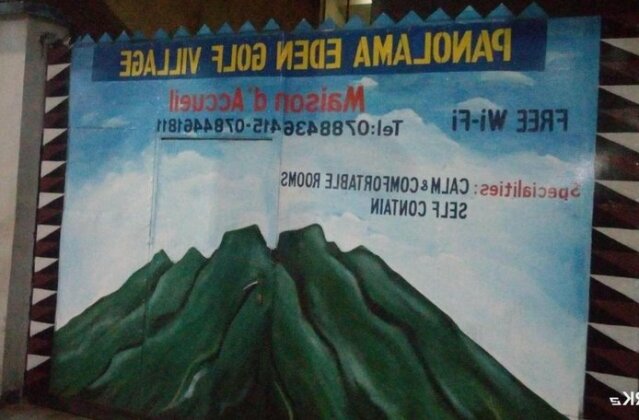 PANOLAMA EDEN GOLF VILLAGE
Maison d'Accueil
FREE Wi-Fi
Tel:0788436415-0784461811
Specialities: CALM & COMFORTABLE ROOMS
SELF CONTAIN